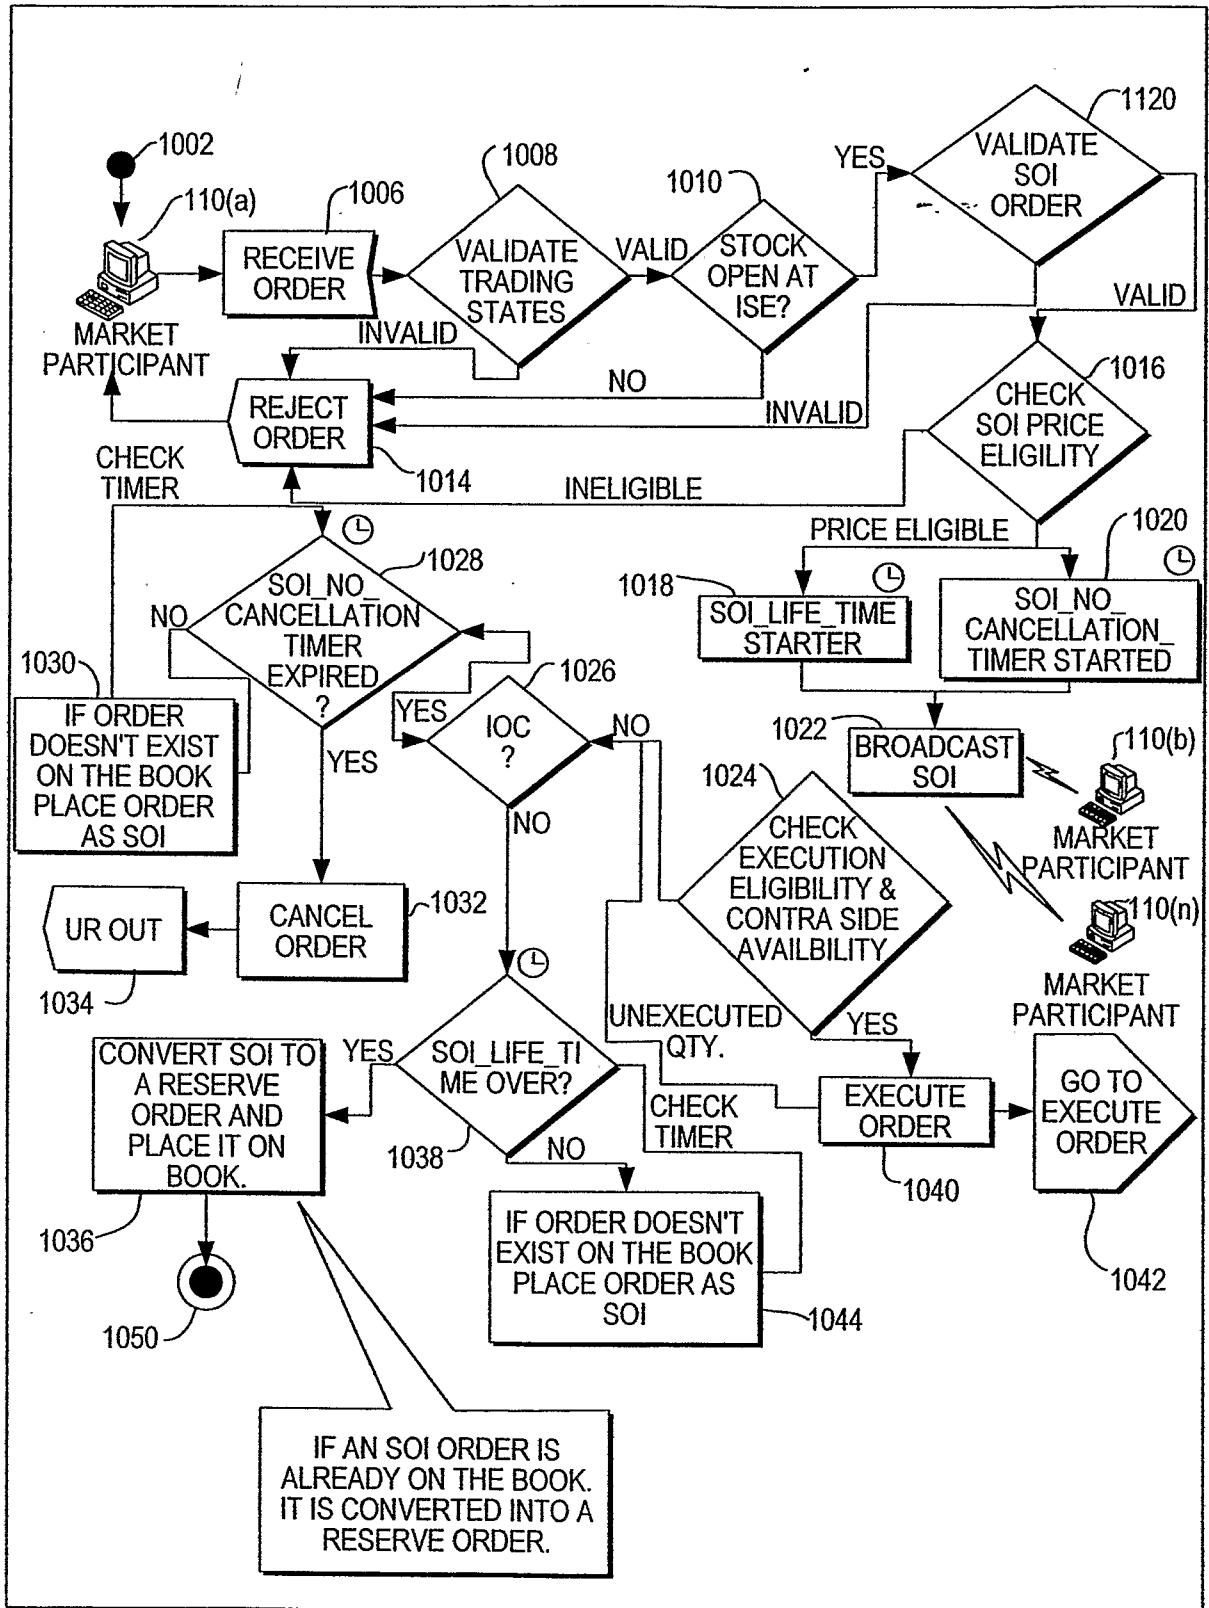 1002
110(a)
MARKET
PARTICIPANT
1006
RECEIVE
ORDER
1008
VALIDATE
TRADING
STATES
VALID
INVALID
1010
STOCK
OPEN AT
ISE?
YES
NO
1120
VALIDATE
SOI
ORDER
VALID
INVALID
REJECT
ORDER
1014
1016
CHECK
SOI PRICE
ELIGILITY
INELIGIBLE
PRICE ELIGIBLE
CHECK
TIMER
1028
SOI_NO_
CANCELLATION
TIMER
EXPIRED
?
NO
YES
1018
SOI_LIFE_TIME
STARTER
1020
SOI_NO_
CANCELLATION_
TIMER STARTED
1030
IF ORDER
DOESN'T EXIST
ON THE BOOK
PLACE ORDER
AS SOI
1026
IOC
?
YES
NO
NO
1022
BROADCAST
SOI
110(b)
MARKET
PARTICIPANT
110(n)
MARKET
PARTICIPANT
1024
CHECK
EXECUTION
ELIGIBILITY &
CONTRA SIDE
AVAILBILITY
YES
UR OUT
1034
CANCEL
ORDER
1032
UNEXECUTED
QTY.
CONVERT SOI TO
A RESERVE
ORDER AND
PLACE IT ON
BOOK.
1036
YES
SOI_LIFE_TI
ME OVER?
1038
NO
CHECK
TIMER
EXECUTE
ORDER
1040
GO TO
EXECUTE
ORDER
1042
IF ORDER DOESN'T
EXIST ON THE BOOK
PLACE ORDER AS
SOI
1044
1050
IF AN SOI ORDER IS
ALREADY ON THE BOOK.
IT IS CONVERTED INTO A
RESERVE ORDER.